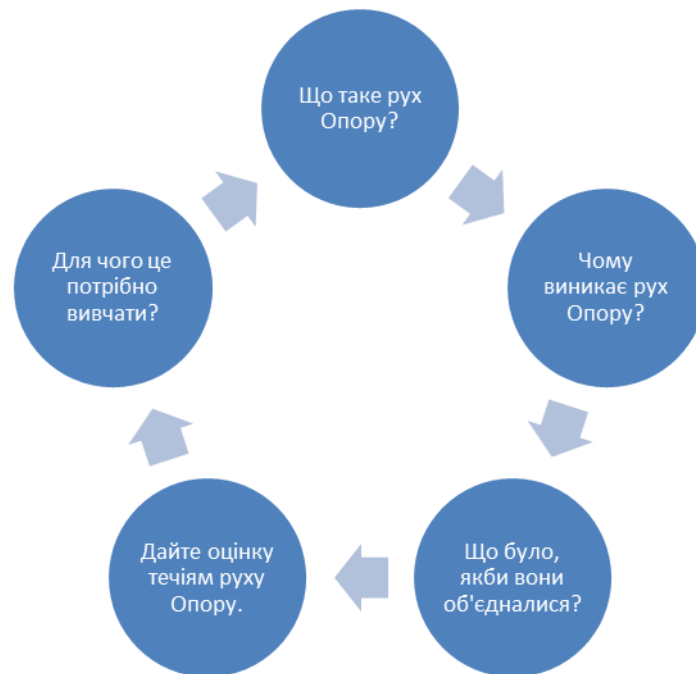 Що таке рух
Опору?
Чому
виникає рух
Опору?
Що було,
якби вони
об'єдналися?
Дайте оцінку
течіям руху
Опору.
Для чого це
потрібно
вивчати?